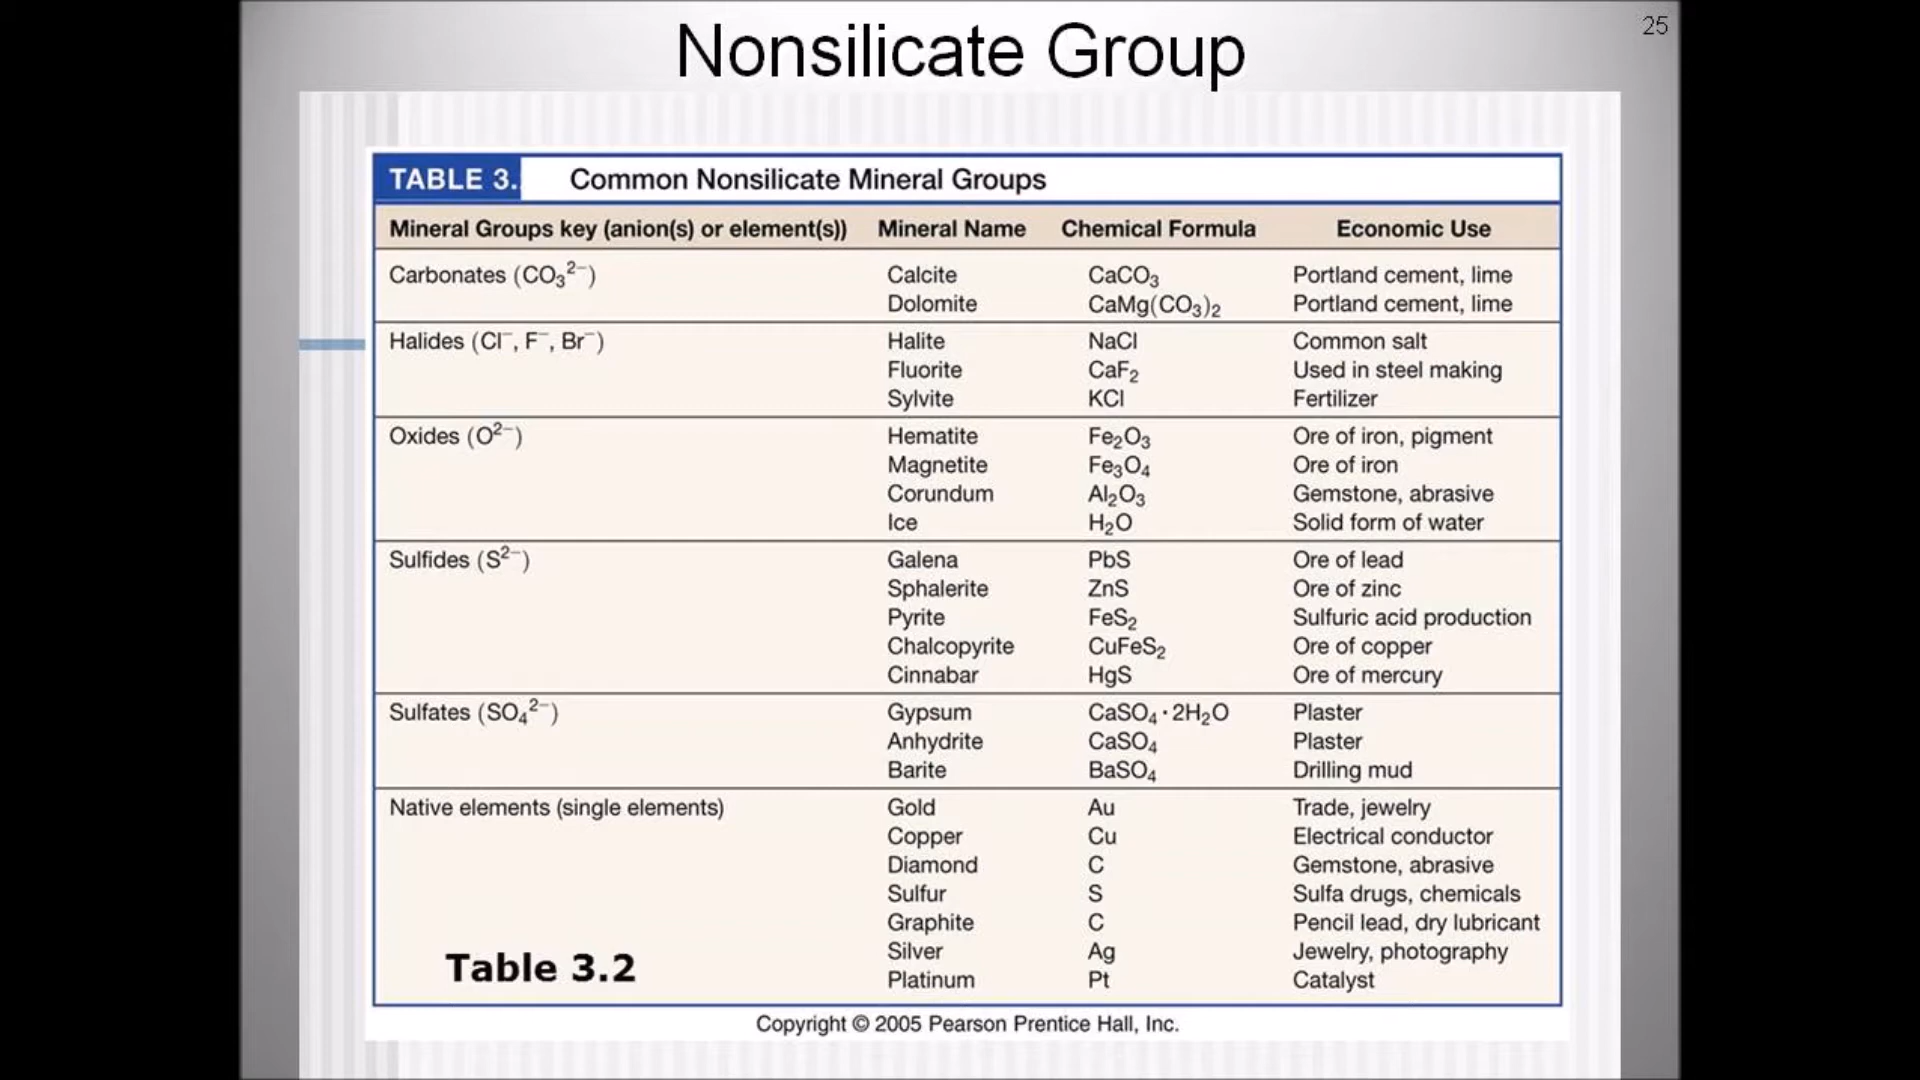 Nonsilicate Group
25
TABLE 3. Common Nonsilicate Mineral Groups
Mineral Groups key (anion(s) or element(s)) Mineral Name Chemical Formula Economic Use
Carbonates (CO₃²⁻) Calcite CaCO₃ Portland cement, lime
Dolomite CaMg(CO₃)₂ Portland cement, lime
Halides (Cl⁻, F⁻, Br⁻) Halite NaCl Common salt
Fluorite CaF₂ Used in steel making
Sylvite KCl Fertilizer
Oxides (O²⁻) Hematite Fe₂O₃ Ore of iron, pigment
Magnetite Fe₃O₄ Ore of iron
Corundum Al₂O₃ Gemstone, abrasive
Ice H₂O Solid form of water
Sulfides (S²⁻) Galena PbS Ore of lead
Sphalerite ZnS Ore of zinc
Pyrite FeS₂ Sulfuric acid production
Chalcopyrite CuFeS₂ Ore of copper
Cinnabar HgS Ore of mercury
Sulfates (SO₄²⁻) Gypsum CaSO₄·2H₂O Plaster
Anhydrite CaSO₄ Plaster
Barite BaSO₄ Drilling mud
Native elements (single elements) Gold Au Trade, jewelry
Copper Cu Electrical conductor
Diamond C Gemstone, abrasive
Sulfur S Sulfa drugs, chemicals
Graphite C Pencil lead, dry lubricant
Silver Ag Jewelry, photography
Platinum Pt Catalyst
Table 3.2
Copyright © 2005 Pearson Prentice Hall, Inc.